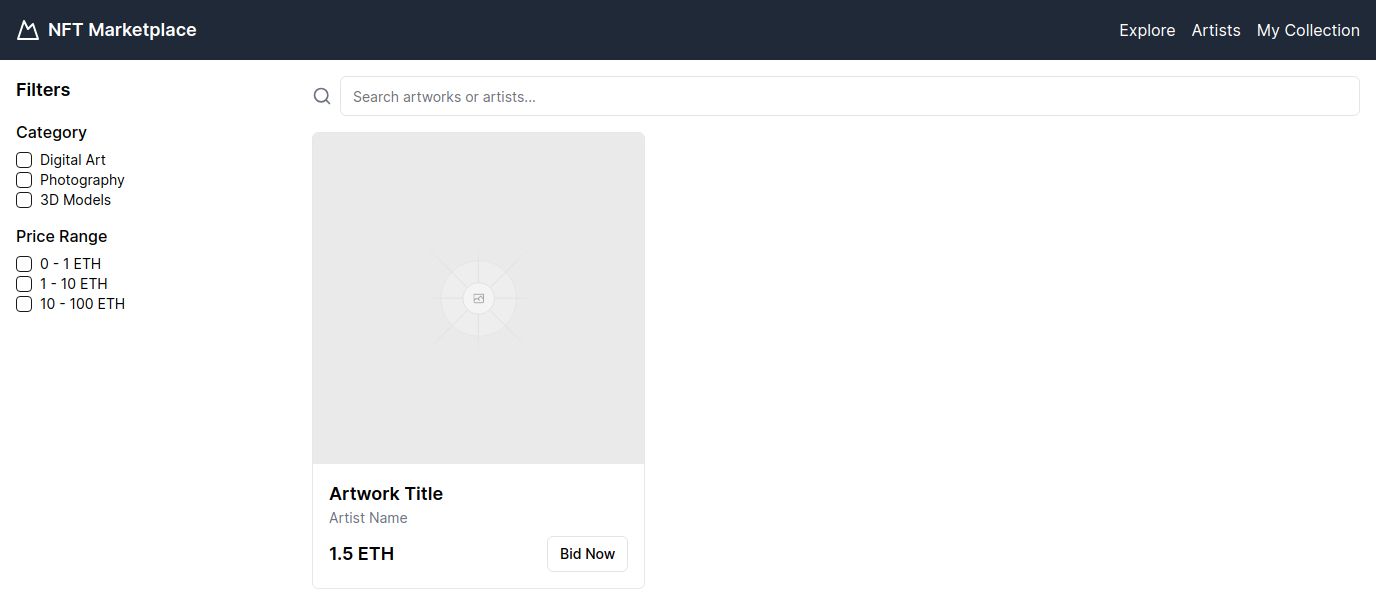 NFT Marketplace
Explore Artists My Collection
Filters
Category
Digital Art
Photography
3D Models
Price Range
0 - 1 ETH
1 - 10 ETH
10 - 100 ETH
Search artworks or artists...
Artwork Title
Artist Name
1.5 ETH
Bid Now